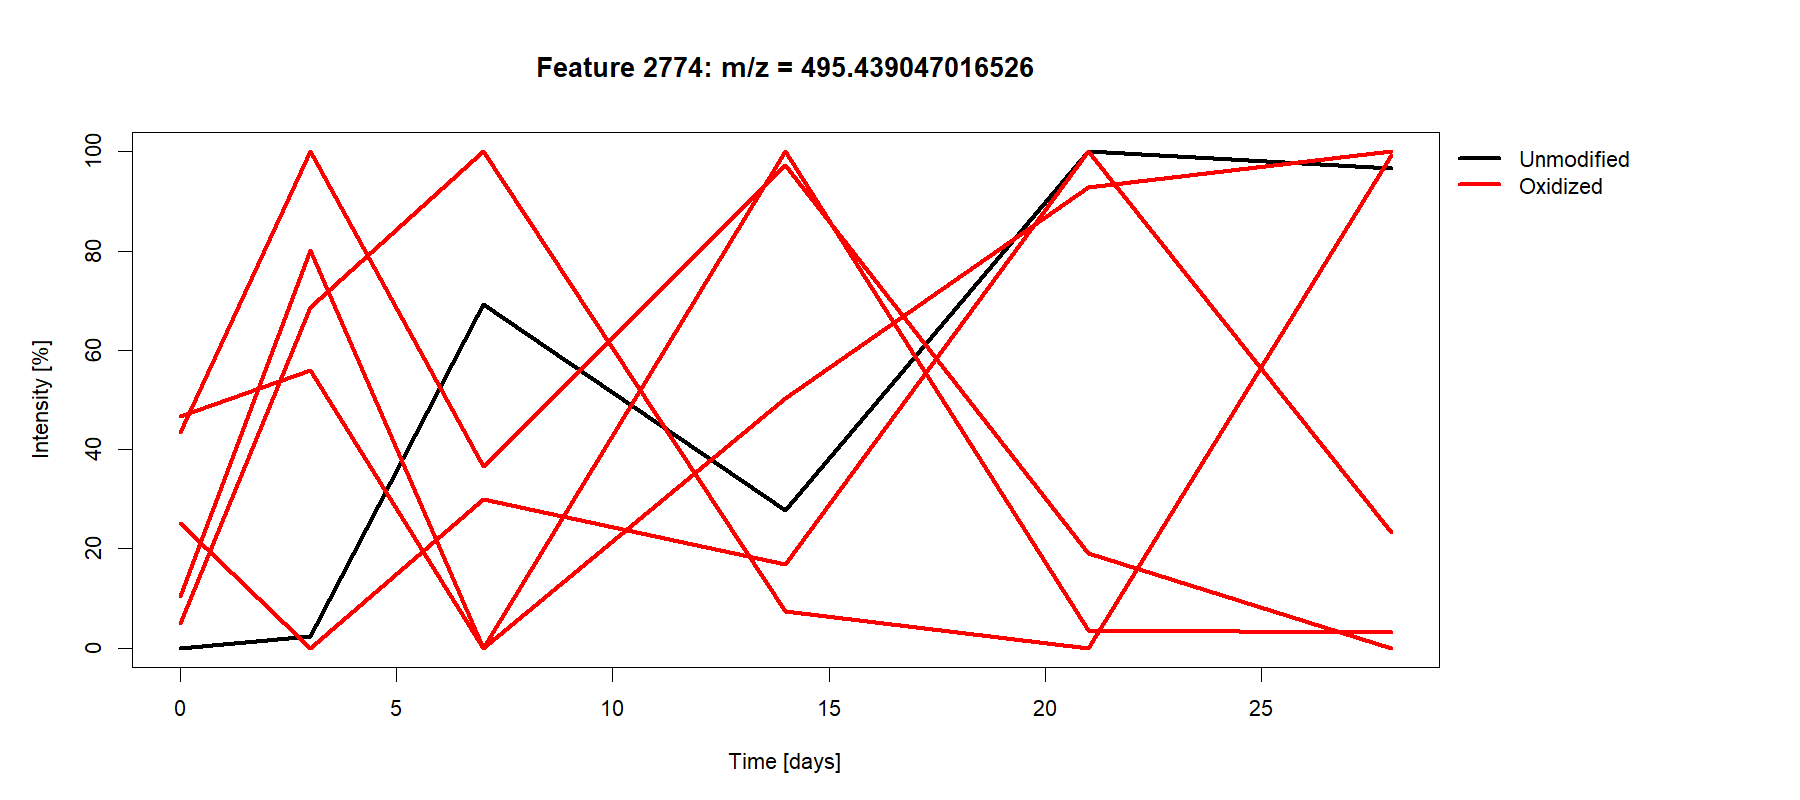 Feature 2774: m/z = 495.439047016526
Unmodified
Oxidized
Intensity [%]
100
80
60
40
20
0
0 5 10 15 20 25
Time [days]